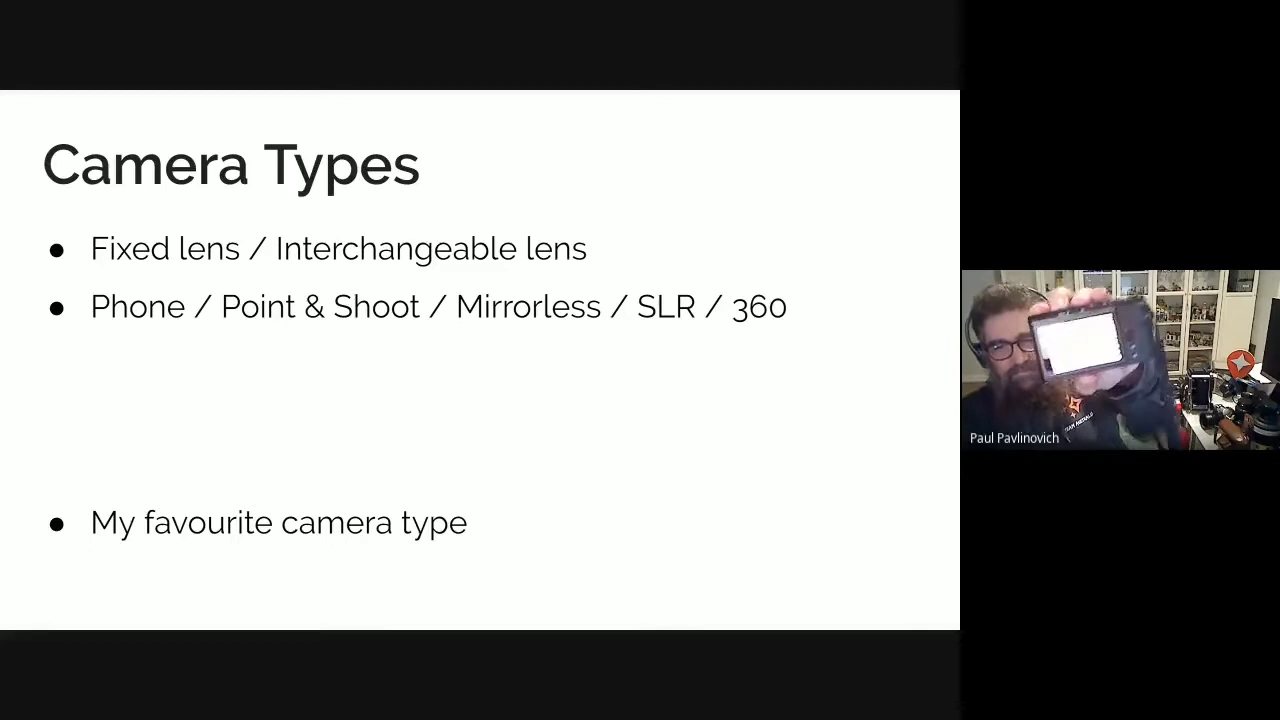 Camera Types
● Fixed lens / Interchangeable lens
● Phone / Point & Shoot / Mirrorless / SLR / 360
● My favourite camera type
Paul Pavlinovich